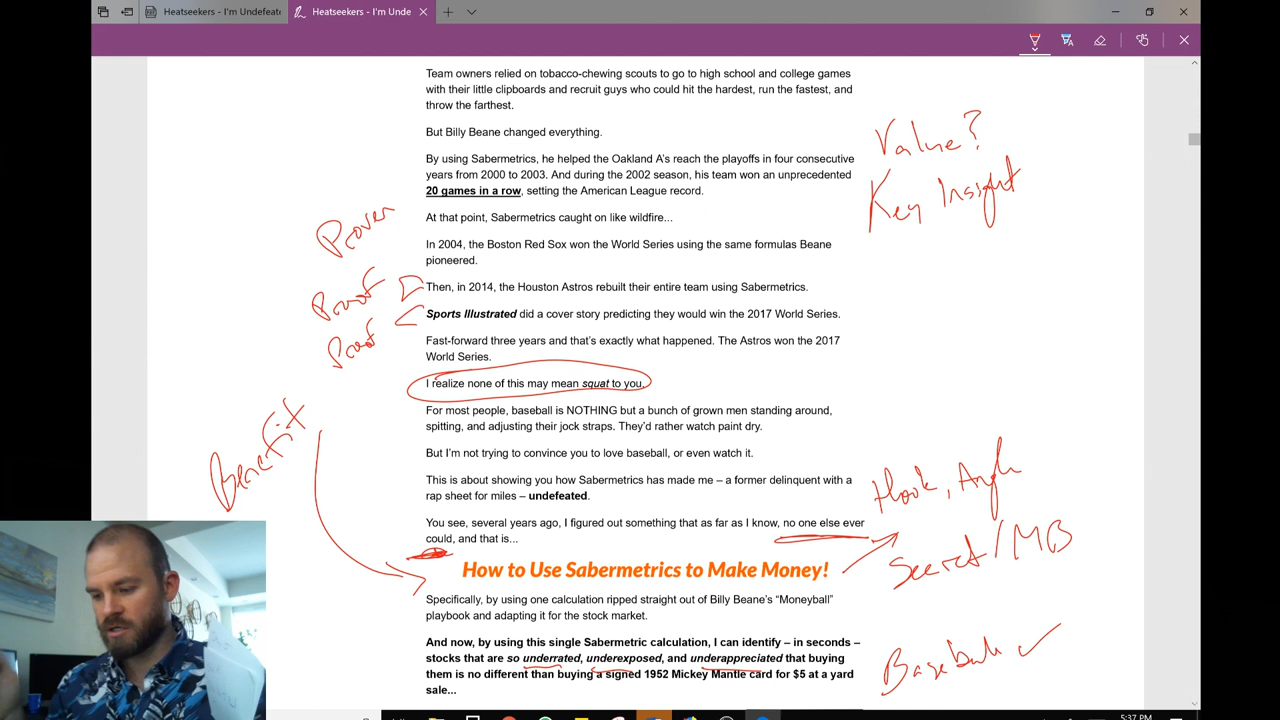 Heatseekers - I'm Undefeate
Heatseekers - I'm Unde
Team owners relied on tobacco-chewing scouts to go to high school and college games
with their little clipboards and recruit guys who could hit the hardest, run the fastest, and
throw the farthest.
But Billy Beane changed everything.
By using Sabermetrics, he helped the Oakland A's reach the playoffs in four consecutive
years from 2000 to 2003. And during the 2002 season, his team won an unprecedented
20 games in a row, setting the American League record.
At that point, Sabermetrics caught on like wildfire...
In 2004, the Boston Red Sox won the World Series using the same formulas Beane
pioneered.
Then, in 2014, the Houston Astros rebuilt their entire team using Sabermetrics.
Sports Illustrated did a cover story predicting they would win the 2017 World Series.
Fast-forward three years and that's exactly what happened. The Astros won the 2017
World Series.
I realize none of this may mean squat to you.
For most people, baseball is NOTHING but a bunch of grown men standing around,
spitting, and adjusting their jock straps. They'd rather watch paint dry.
But I'm not trying to convince you to love baseball, or even watch it.
This is about showing you how Sabermetrics has made me – a former delinquent with a
rap sheet for miles – undefeated.
You see, several years ago, I figured out something that as far as I know, no one else ever
could, and that is...
How to Use Sabermetrics to Make Money!
Specifically, by using one calculation ripped straight out of Billy Beane's “Moneyball”
playbook and adapting it for the stock market.
And now, by using this single Sabermetric calculation, I can identify – in seconds –
stocks that are so underrated, underexposed, and underappreciated that buying
them is no different than buying a signed 1952 Mickey Mantle card for $5 at a yard
sale...
Value?
Key Insight
Proven
Proof
Proof
Benefit
Hook, Angle
Secret/MB
Baseball
5:37 PM